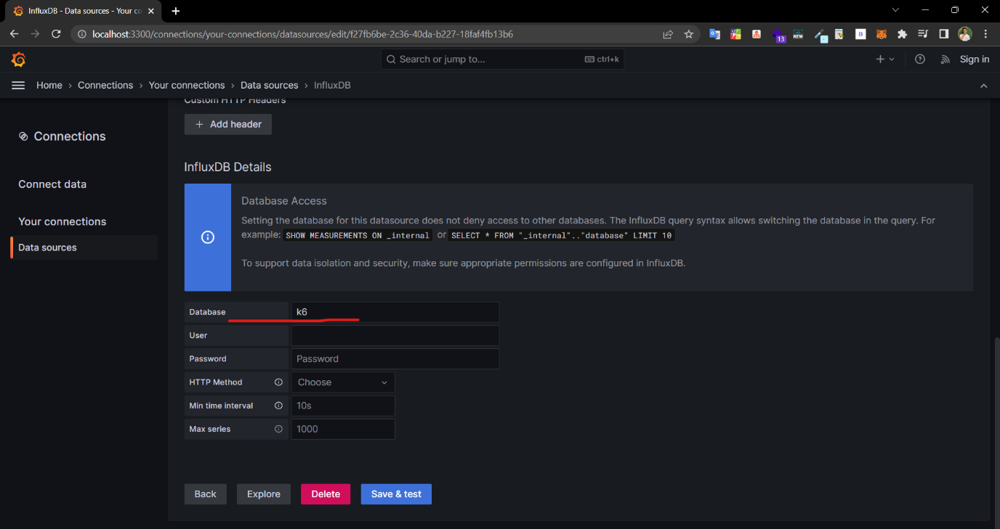 InfluxDB - Data sources - Your co
localhost:3300/connections/your-connections/datasources/edit/f27fb6be-2c36-40da-b227-18faf4fb13b6
13
NEW
B
Search or jump to...
ctrl+k
Sign in
Home › Connections › Your connections › Data sources › InfluxDB
Custom HTTP Headers
+ Add header
Connections
Connect data
Your connections
Data sources
InfluxDB Details
Database Access
Setting the database for this datasource does not deny access to other databases. The InfluxDB query syntax allows switching the database in the query. For
example: SHOW MEASUREMENTS ON _internal or SELECT * FROM "_internal".."database" LIMIT 10
To support data isolation and security, make sure appropriate permissions are configured in InfluxDB.
Database k6
User
Password Password
HTTP Method Choose
Min time interval 10s
Max series 1000
Back Explore Delete Save & test